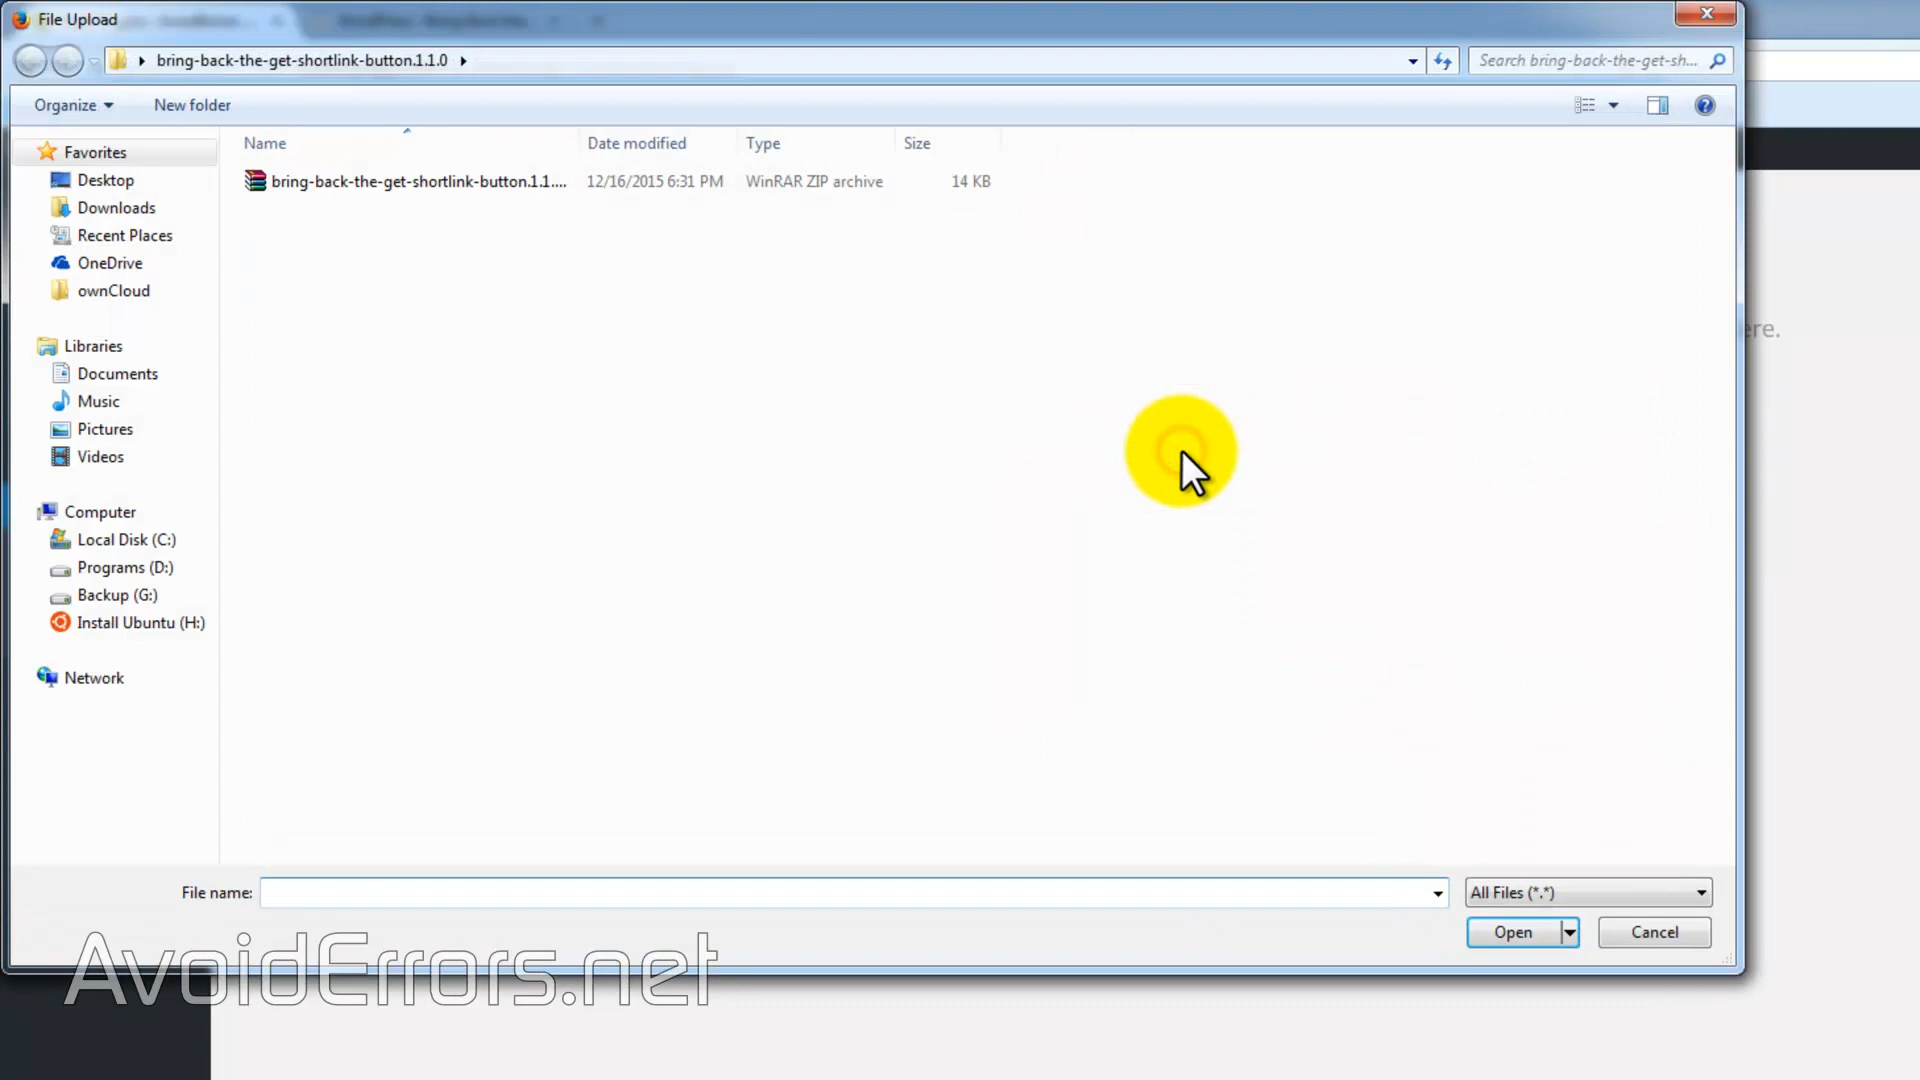 File Upload
bring-back-the-get-shortlink-button.1.1.0
Search bring-back-the-get-sh...
Organize
New folder
Name
Date modified
Type
Size
bring-back-the-get-shortlink-button.1.1....
12/16/2015 6:31 PM
WinRAR ZIP archive
14 KB
Favorites
Desktop
Downloads
Recent Places
OneDrive
ownCloud
Libraries
Documents
Music
Pictures
Videos
Computer
Local Disk (C:)
Programs (D:)
Backup (G:)
Install Ubuntu (H:)
Network
ere.
File name:
All Files (*.*)
Open
Cancel
AvoidErrors.net